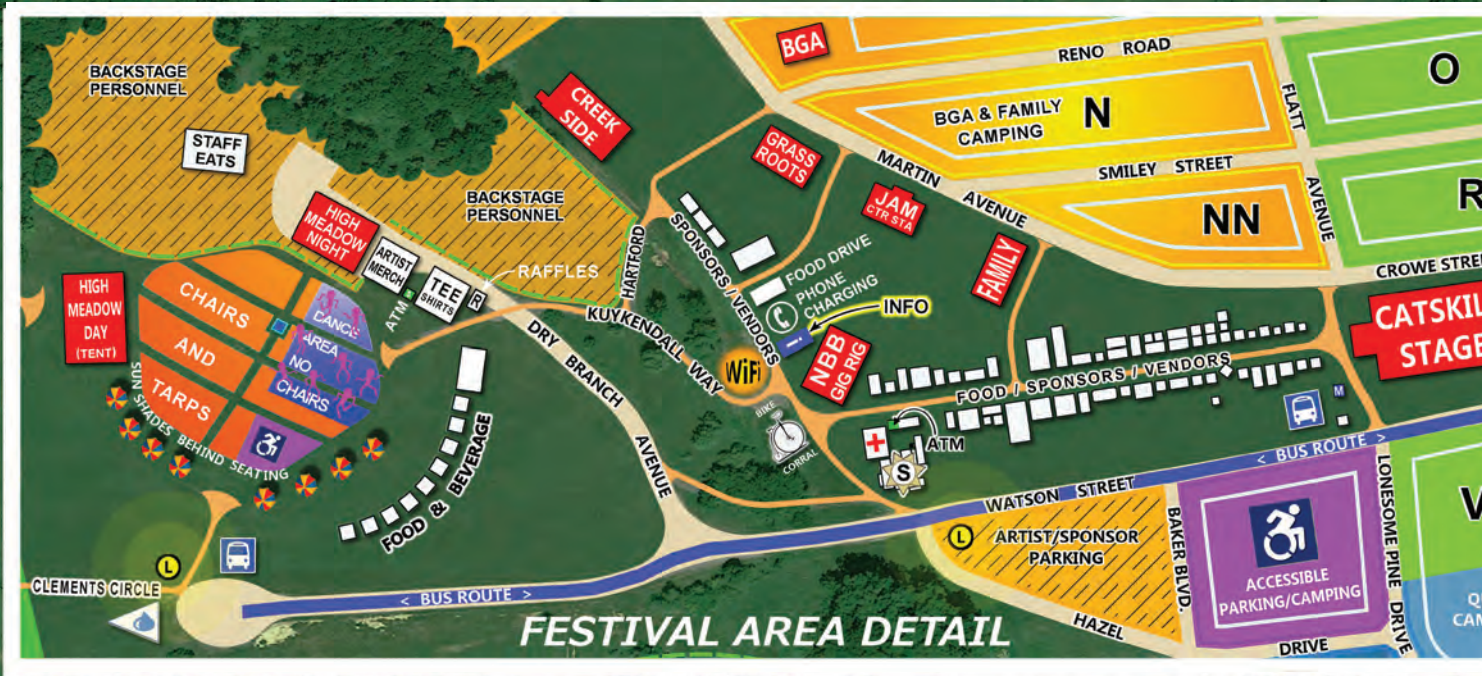 BACKSTAGE
PERSONNEL
STAFF
EATS
CREEK
SIDE
BGA
RENO ROAD
BGA & FAMILY
CAMPING
N
FLATT
AVENUE
O
GRASS
ROOTS
MARTIN AVENUE
SMILEY STREET
NN
R
JAM
CTR STA
FAMILY
CROWE STRE
BACKSTAGE
PERSONNEL
HIGH
MEADOW
NIGHT
ARTIST
MERCH
ATM
TEE
SHIRTS
R
RAFFLES
HARTFORD
SPONSORS / VENDORS
FOOD DRIVE
PHONE
CHARGING
INFO
HIGH
MEADOW
DAY
(TENT)
CHAIRS
AND
TARPS
DANCE
AREA
NO
CHAIRS
SUN SHADES BEHIND SEATING
KUYKENDALL WAY
DRY BRANCH
AVENUE
WiFi
NBB
GIG RIG
FOOD / SPONSORS / VENDORS
CATSKIL
STAGE
M
BIKE
CORRAL
ATM
S
FOOD & BEVERAGE
< BUS ROUTE >
WATSON STREET
L
ARTIST/SPONSOR
PARKING
BAKER BLVD.
ACCESSIBLE
PARKING/CAMPING
LONESOME PINE DRIVE
Q
CAM
L
CLEMENTS CIRCLE
< BUS ROUTE >
HAZEL
DRIVE
FESTIVAL AREA DETAIL